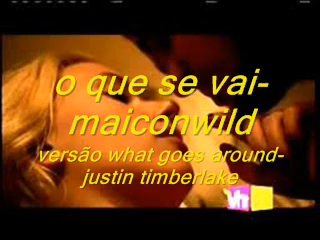 o que se vai-
maiconwild
versão what goes around-
justin timberlake
vh1